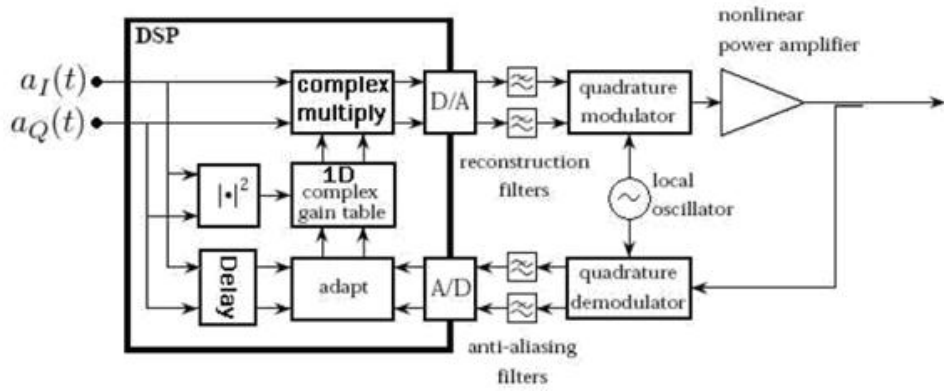 nonlinear
power amplifier
DSP
a_I(t)
a_Q(t)
complex
multiply
D/A
quadrature
modulator
reconstruction
filters
|•|²
1D
complex
gain table
local
oscillator
Delay
adapt
A/D
quadrature
demodulator
anti-aliasing
filters